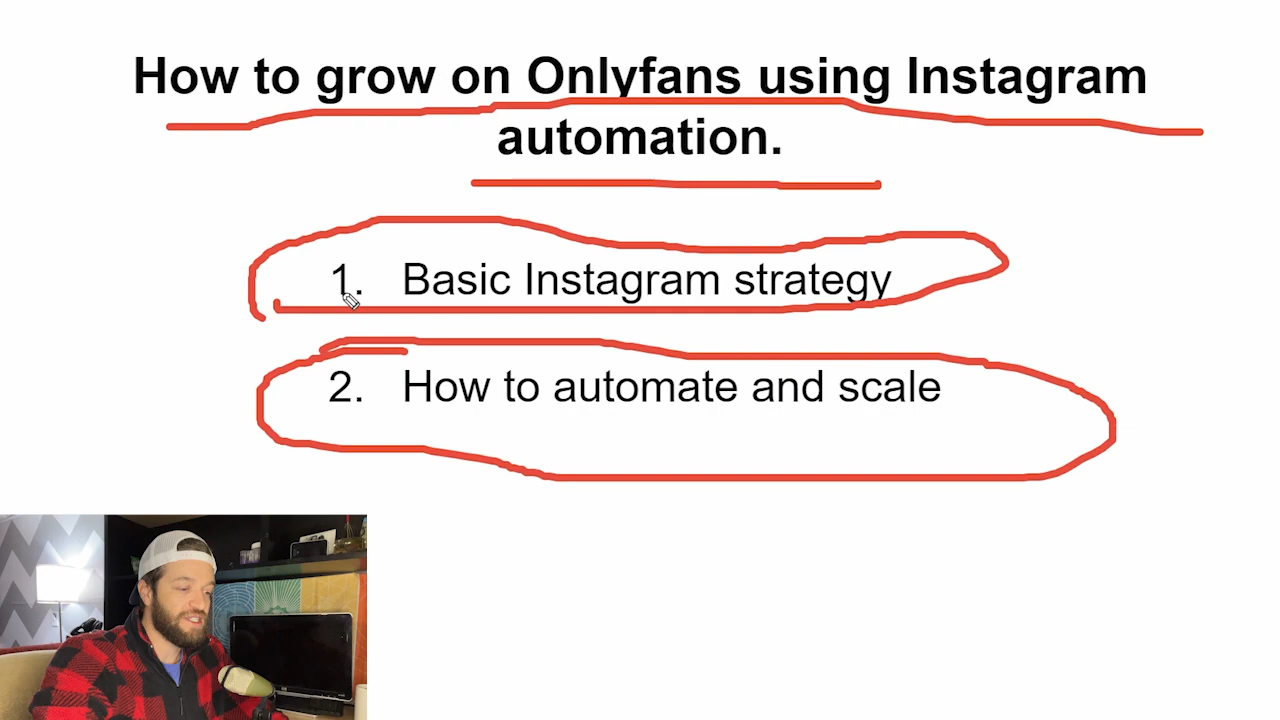 How to grow on Onlyfans using Instagram
automation.
1. Basic Instagram strategy
2. How to automate and scale